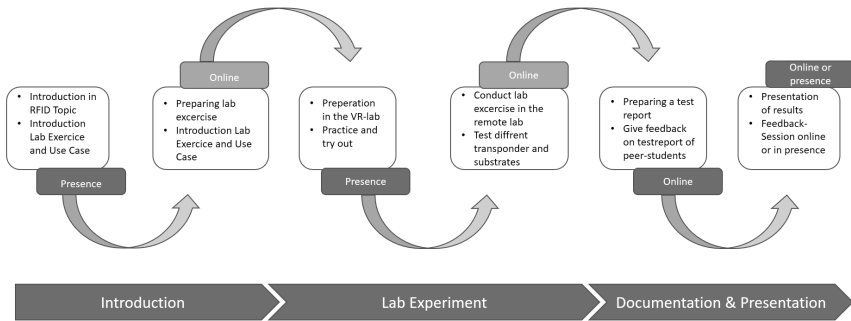 • Introduction in
RFID Topic
• Introduction
Lab Exercice
and Use Case
Presence
Online
• Preparing lab
excercise
• Introduction Lab
Exercice and Use
Case
• Preperation
in the VR-lab
• Practice and
try out
Presence
Online
• Conduct lab
excercise in the
remote lab
• Test diffrent
transponder and
substrates
• Preparing a test
report
• Give feedback
on testreport of
peer-students
Online
Online or
presence
• Presentation
of results
• Feedback-
Session online
or in presence
Introduction
Lab Experiment
Documentation & Presentation